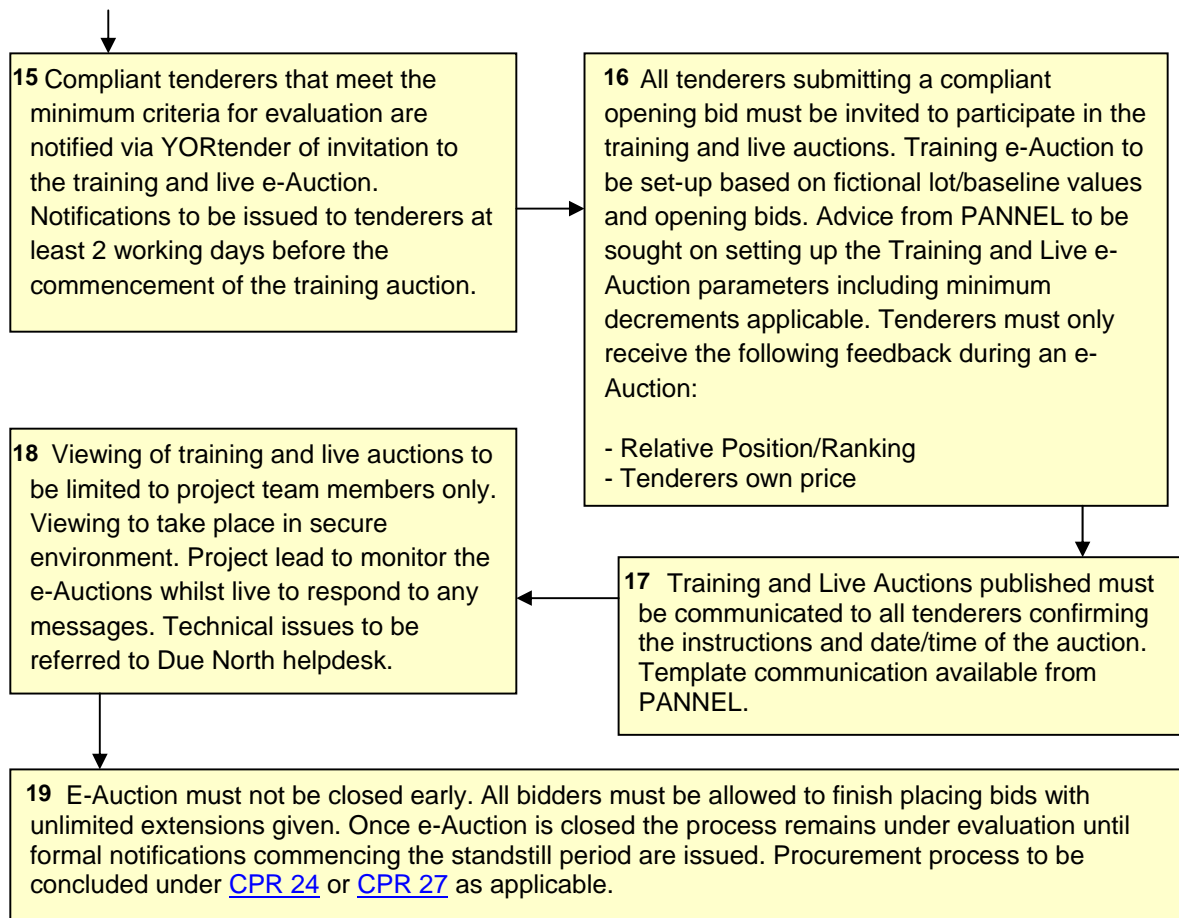 15 Compliant tenderers that meet the
minimum criteria for evaluation are
notified via YORtender of invitation to
the training and live e-Auction.
Notifications to be issued to tenderers at
least 2 working days before the
commencement of the training auction.
16 All tenderers submitting a compliant
opening bid must be invited to participate in the
training and live auctions. Training e-Auction to
be set-up based on fictional lot/baseline values
and opening bids. Advice from PANNEL to be
sought on setting up the Training and Live e-
Auction parameters including minimum
decrements applicable. Tenderers must only
receive the following feedback during an e-
Auction:
- Relative Position/Ranking
- Tenderers own price
17 Training and Live Auctions published must
be communicated to all tenderers confirming
the instructions and date/time of the auction.
Template communication available from
PANNEL.
18 Viewing of training and live auctions to
be limited to project team members only.
Viewing to take place in secure
environment. Project lead to monitor the
e-Auctions whilst live to respond to any
messages. Technical issues to be
referred to Due North helpdesk.
19 E-Auction must not be closed early. All bidders must be allowed to finish placing bids with
unlimited extensions given. Once e-Auction is closed the process remains under evaluation until
formal notifications commencing the standstill period are issued. Procurement process to be
concluded under CPR 24 or CPR 27 as applicable.